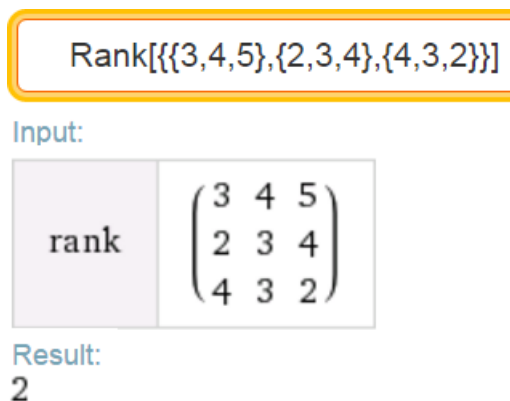 Rank[{{3,4,5},{2,3,4},{4,3,2}}]
Input:
rank
3 4 5
2 3 4
4 3 2
Result:
2